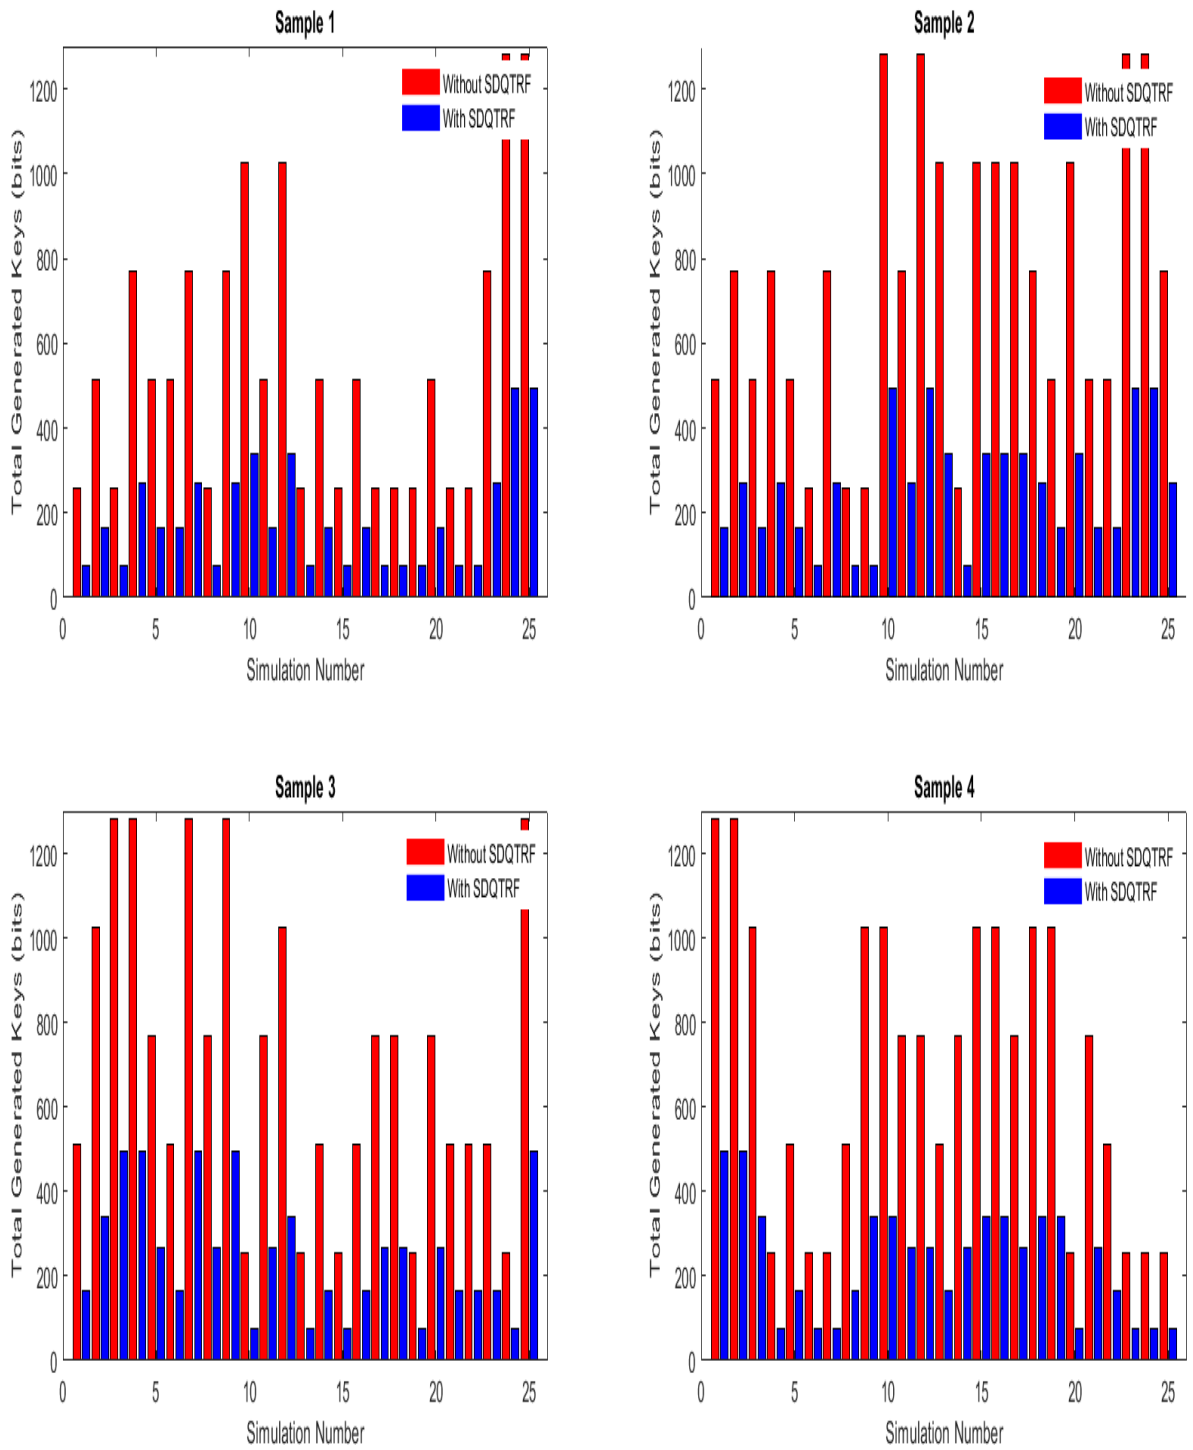 Sample 1
Total Generated Keys (bits)
1200
1000
800
600
400
200
0
Without SDQTRF
With SDQTRF
0 5 10 15 20 25
Simulation Number
Sample 2
Total Generated Keys (bits)
1200
1000
800
600
400
200
0
Without SDQTRF
With SDQTRF
0 5 10 15 20 25
Simulation Number
Sample 3
Total Generated Keys (bits)
1200
1000
800
600
400
200
0
Without SDQTRF
With SDQTRF
0 5 10 15 20 25
Simulation Number
Sample 4
Total Generated Keys (bits)
1200
1000
800
600
400
200
0
Without SDQTRF
With SDQTRF
0 5 10 15 20 25
Simulation Number